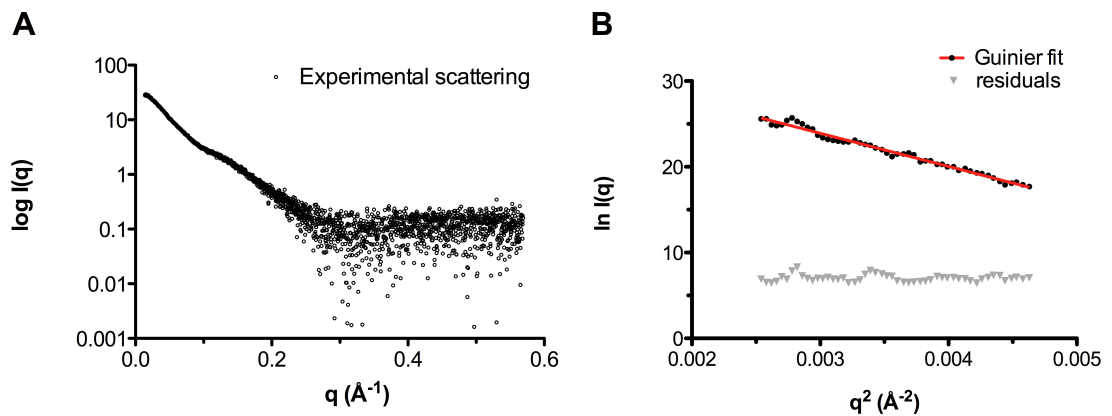 A
log I(q)
100
10
1
0.1
0.01
0.001
0.0
0.2
0.4
0.6
q (Å-1)
Experimental scattering
B
ln I(q)
30
20
10
0
0.002
0.003
0.004
0.005
q2 (Å-2)
Guinier fit
residuals